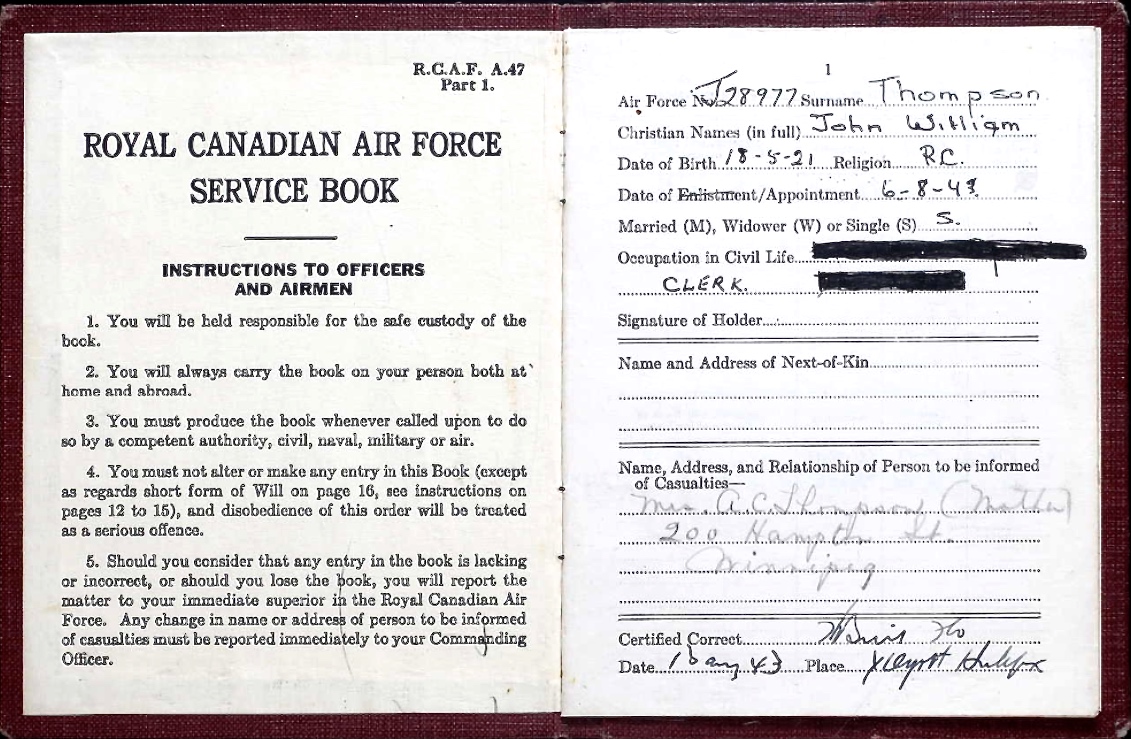 R.C.A.F. A.47
Part 1.
ROYAL CANADIAN AIR FORCE
SERVICE BOOK
INSTRUCTIONS TO OFFICERS
AND AIRMEN
1. You will be held responsible for the safe custody of the
book.
2. You will always carry the book on your person both at
home and abroad.
3. You must produce the book whenever called upon to do
so by a competent authority, civil, naval, military or air.
4. You must not alter or make any entry in this Book (except
as regards short form of Will on page 16, see instructions on
pages 12 to 15), and disobedience of this order will be treated
as a serious offence.
5. Should you consider that any entry in the book is lacking
or incorrect, or should you lose the book, you will report the
matter to your immediate superior in the Royal Canadian Air
Force. Any change in name or address of person to be informed
of casualties must be reported immediately to your Commanding
Officer.
1
Air Force No. J28977 Surname Thompson
Christian Names (in full) John William
Date of Birth 18-5-21 Religion R.C.
Date of Enlistment/Appointment 6-8-43.
Married (M), Widower (W) or Single (S) S.
Occupation in Civil Life
CLERK.
Signature of Holder
Name and Address of Next-of-Kin
Name, Address, and Relationship of Person to be informed
of Casualties—
Mrs. A.C. Thompson (Mother)
200 Hampton St.
Winnipeg
Certified Correct
Date 43 Place Halifax